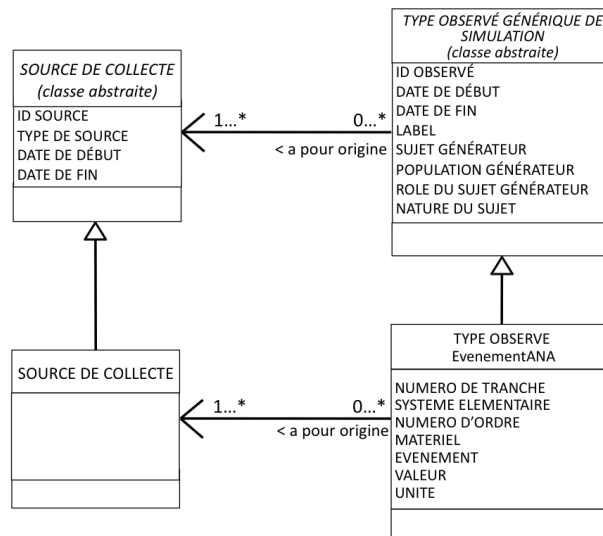 SOURCE DE COLLECTE
(classe abstraite)
ID SOURCE
TYPE DE SOURCE
DATE DE DÉBUT
DATE DE FIN
1...*
0...*
< a pour origine
TYPE OBSERVÉ GÉNÉRIQUE DE
SIMULATION
(classe abstraite)
ID OBSERVÉ
DATE DE DÉBUT
DATE DE FIN
LABEL
SUJET GÉNÉRATEUR
POPULATION GÉNÉRATEUR
ROLE DU SUJET GÉNÉRATEUR
NATURE DU SUJET
SOURCE DE COLLECTE
1...*
0...*
< a pour origine
TYPE OBSERVE
EvenementANA
NUMERO DE TRANCHE
SYSTEME ELEMENTAIRE
NUMERO D'ORDRE
MATERIEL
EVENEMENT
VALEUR
UNITE